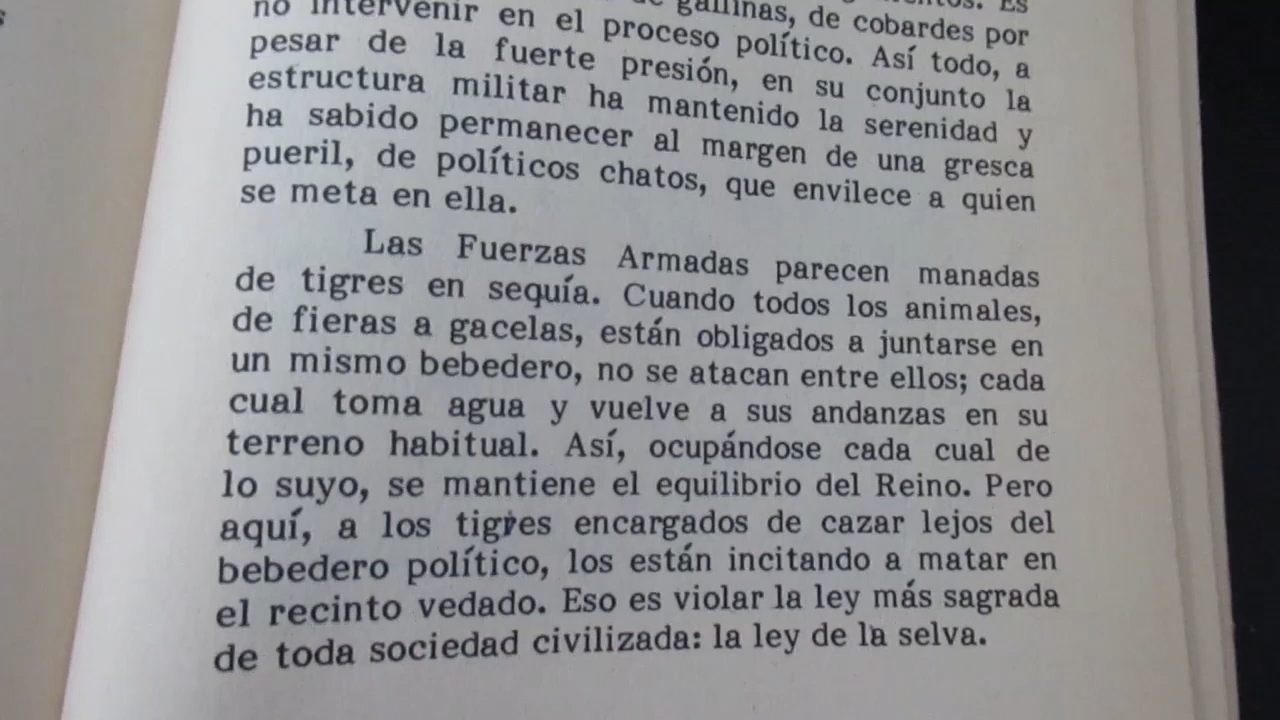 de gallinas, de cobardes por
no intervenir en el proceso político. Así todo, a
pesar de la fuerte presión, en su conjunto la
estructura militar ha mantenido la serenidad y
ha sabido permanecer al margen de una gresca
pueril, de políticos chatos, que envilece a quien
se meta en ella.
Las Fuerzas Armadas parecen manadas
de tigres en sequía. Cuando todos los animales,
de fieras a gacelas, están obligados a juntarse en
un mismo bebedero, no se atacan entre ellos; cada
cual toma agua y vuelve a sus andanzas en su
terreno habitual. Así, ocupándose cada cual de
lo suyo, se mantiene el equilibrio del Reino. Pero
aquí, a los tigres encargados de cazar lejos del
bebedero político, los están incitando a matar en
el recinto vedado. Eso es violar la ley más sagrada
de toda sociedad civilizada: la ley de la selva.